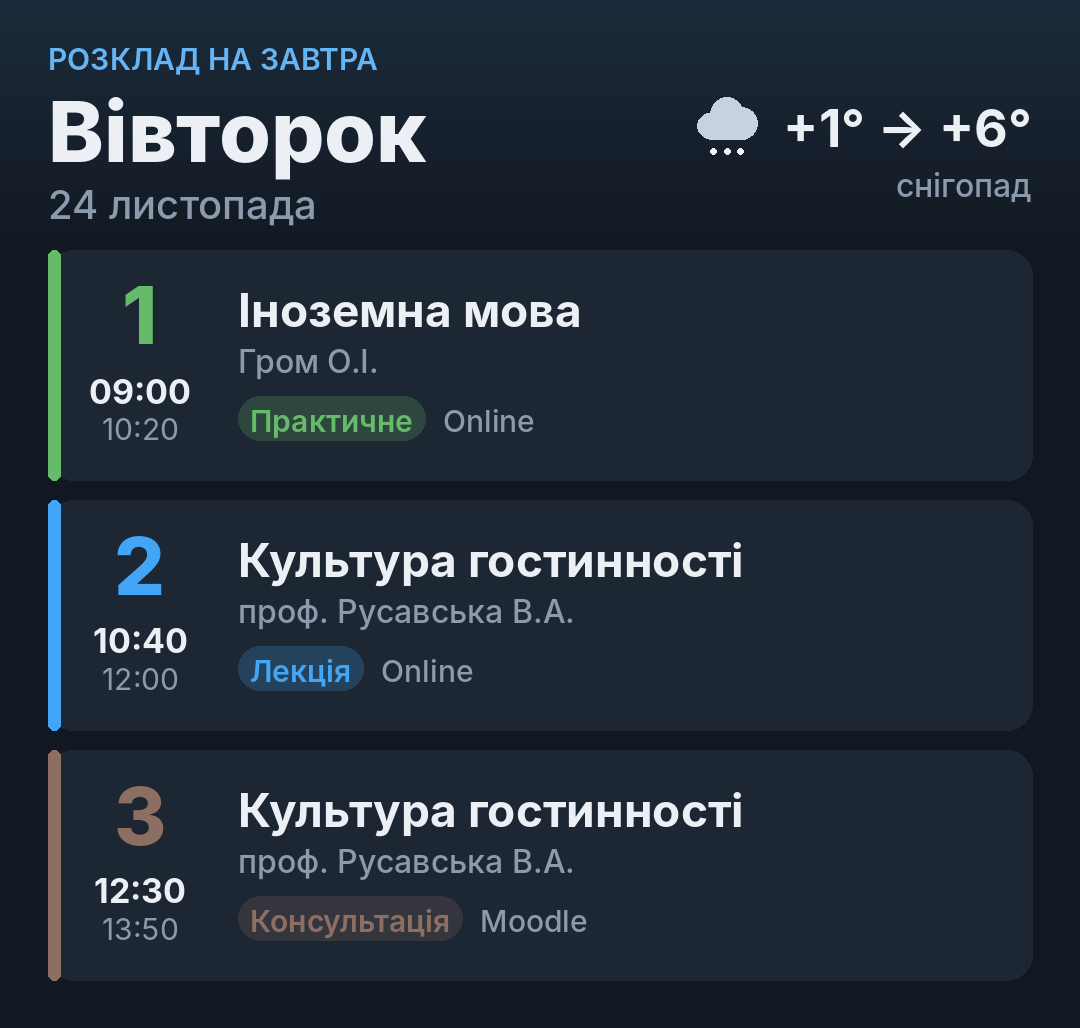 РОЗКЛАД НА ЗАВТРА
Вівторок
24 листопада
+1° → +6°
снігопад
1
09:00
10:20
Іноземна мова
Гром О.І.
Практичне Online
2
10:40
12:00
Культура гостинності
проф. Русавська В.А.
Лекція Online
3
12:30
13:50
Культура гостинності
проф. Русавська В.А.
Консультація Moodle